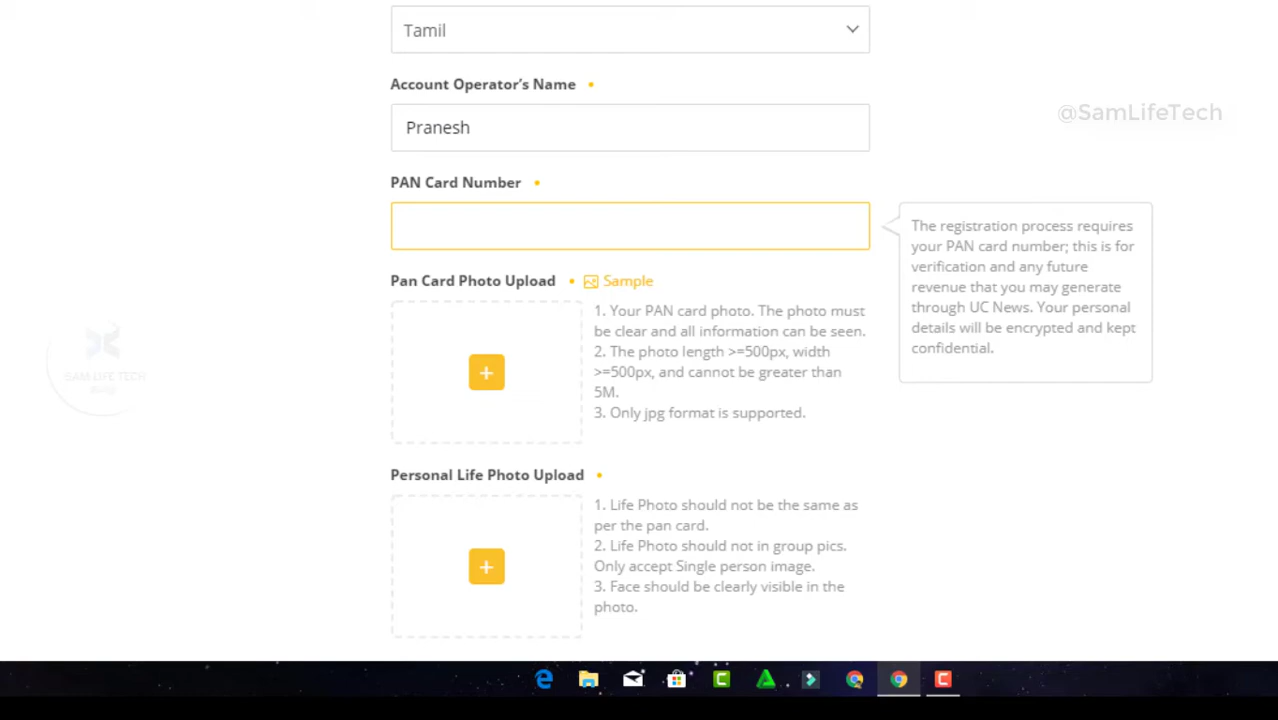 Tamil
Account Operator’s Name
@SamLifeTech
Pranesh
PAN Card Number
The registration process requires
your PAN card number; this is for
verification and any future
revenue that you may generate
through UC News. Your personal
details will be encrypted and kept
confidential.
Pan Card Photo Upload
Sample
1. Your PAN card photo. The photo must
be clear and all information can be seen.
2. The photo length >=500px, width
>=500px, and cannot be greater than
5M.
3. Only jpg format is supported.
SAM LIFE TECH
Personal Life Photo Upload
1. Life Photo should not be the same as
per the pan card.
2. Life Photo should not in group pics.
Only accept Single person image.
3. Face should be clearly visible in the
photo.